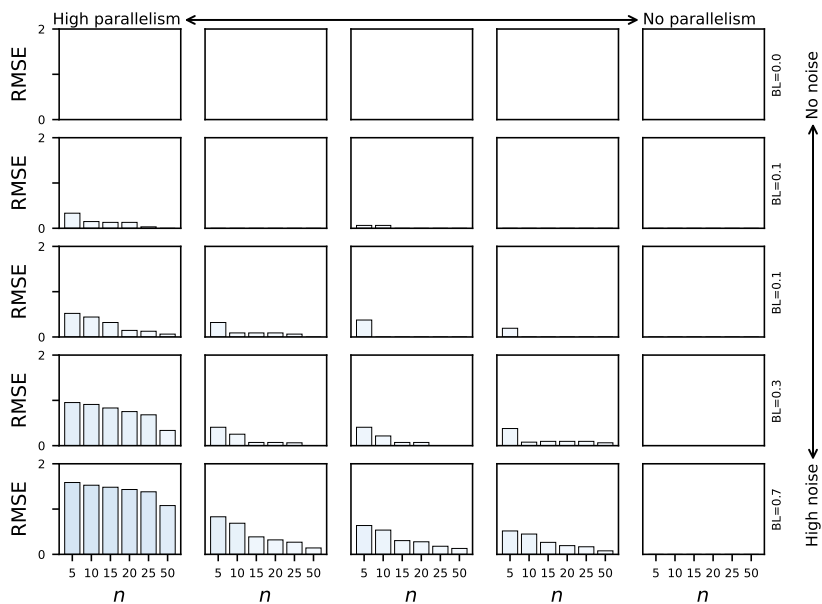 High parallelism No parallelism
2
RMSE
0
BL=0.0
No noise
2
RMSE
0
BL=0.1
2
RMSE
0
BL=0.1
2
RMSE
0
BL=0.3
2
RMSE
0
BL=0.7
High noise
5 10 15 20 25 50 5 10 15 20 25 50 5 10 15 20 25 50 5 10 15 20 25 50 5 10 15 20 25 50
n n n n n